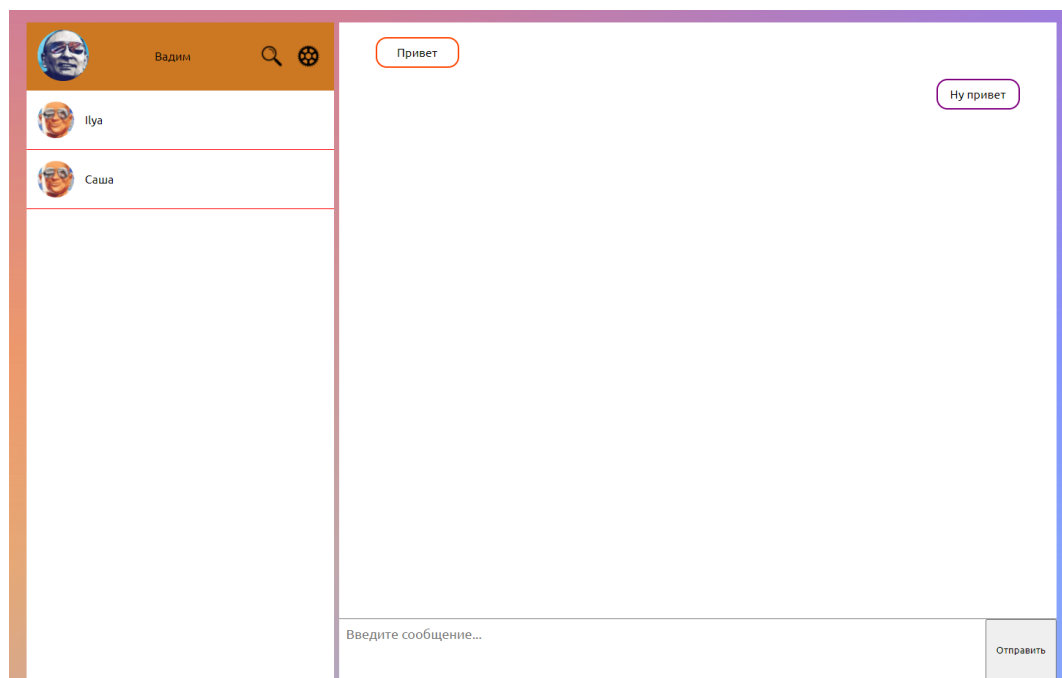 Вадим
Ilya
Саша
Привет
Ну привет
Введите сообщение...
Отправить